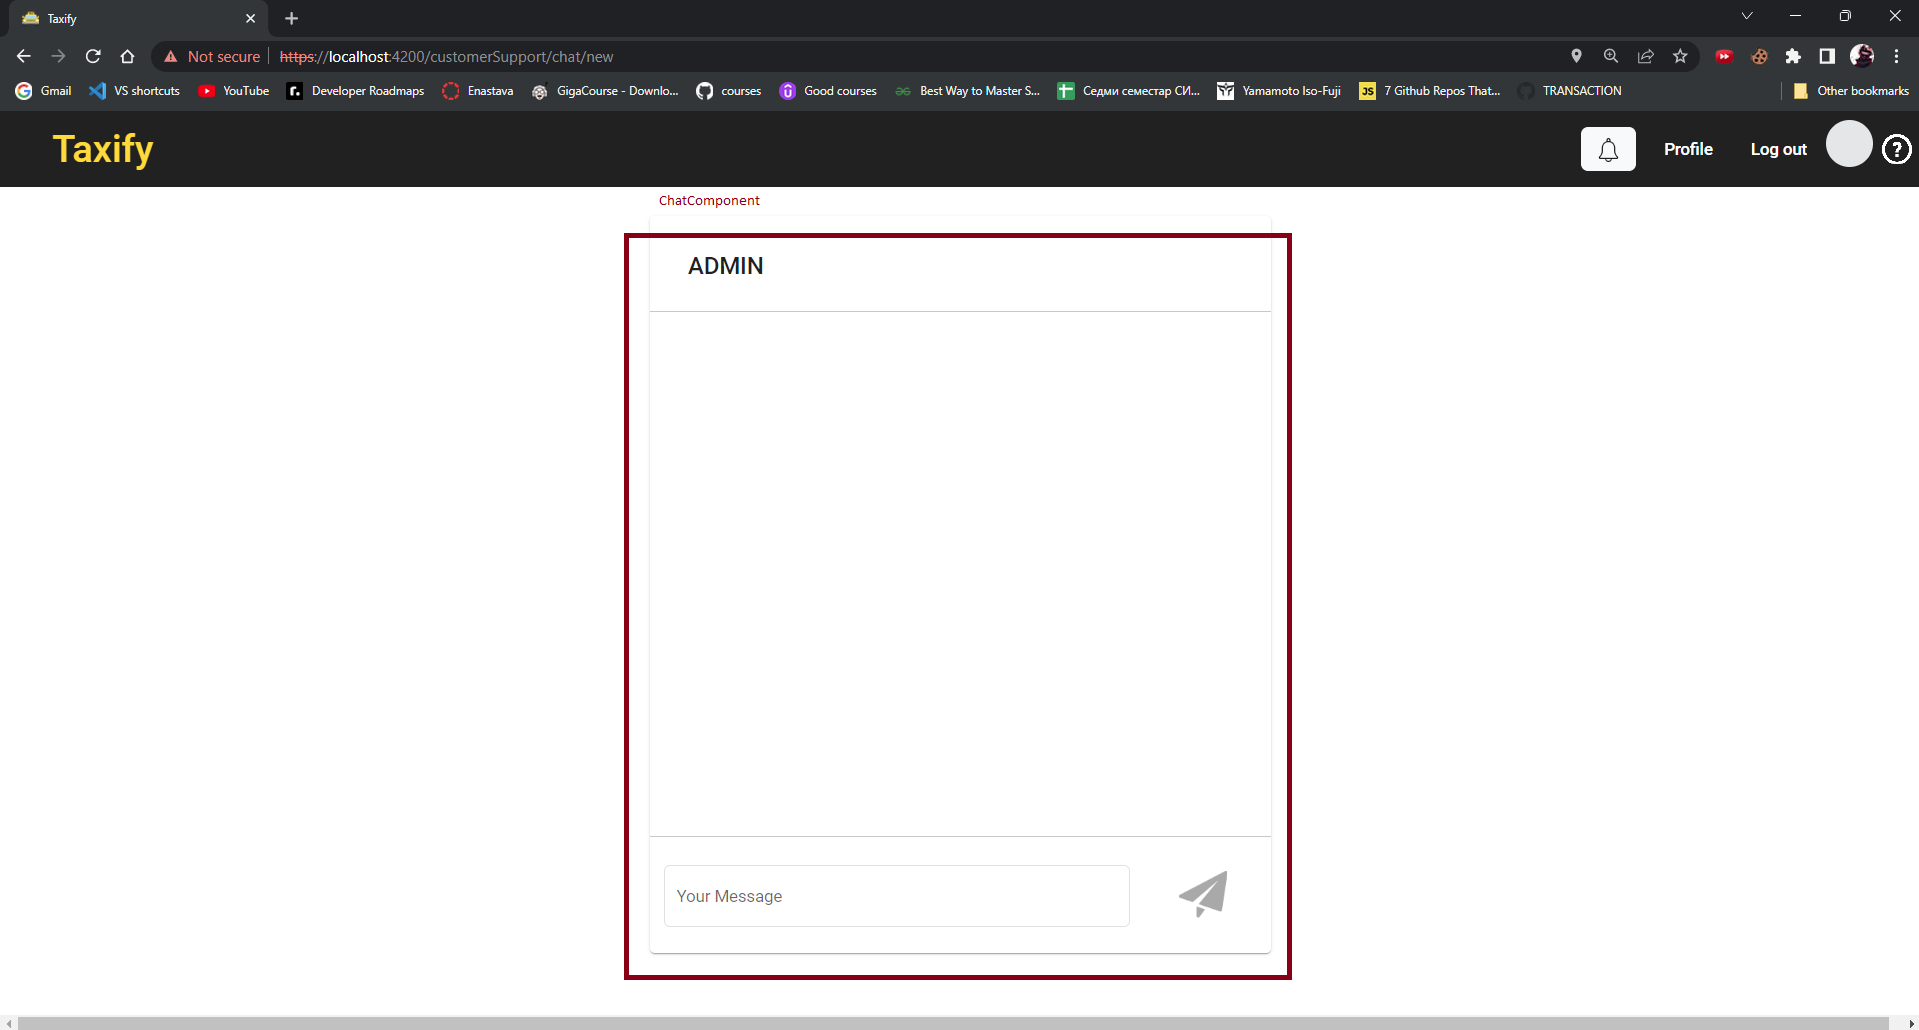 Taxify
Not secure https://localhost:4200/customerSupport/chat/new
Gmail VS shortcuts YouTube Developer Roadmaps Enastava GigaCourse - Downlo... courses Good courses Best Way to Master S... Седми семестар СИ... Yamamoto Iso-Fuji JS 7 Github Repos That... TRANSACTION Other bookmarks
Taxify Profile Log out ?
ChatComponent
ADMIN
Your Message